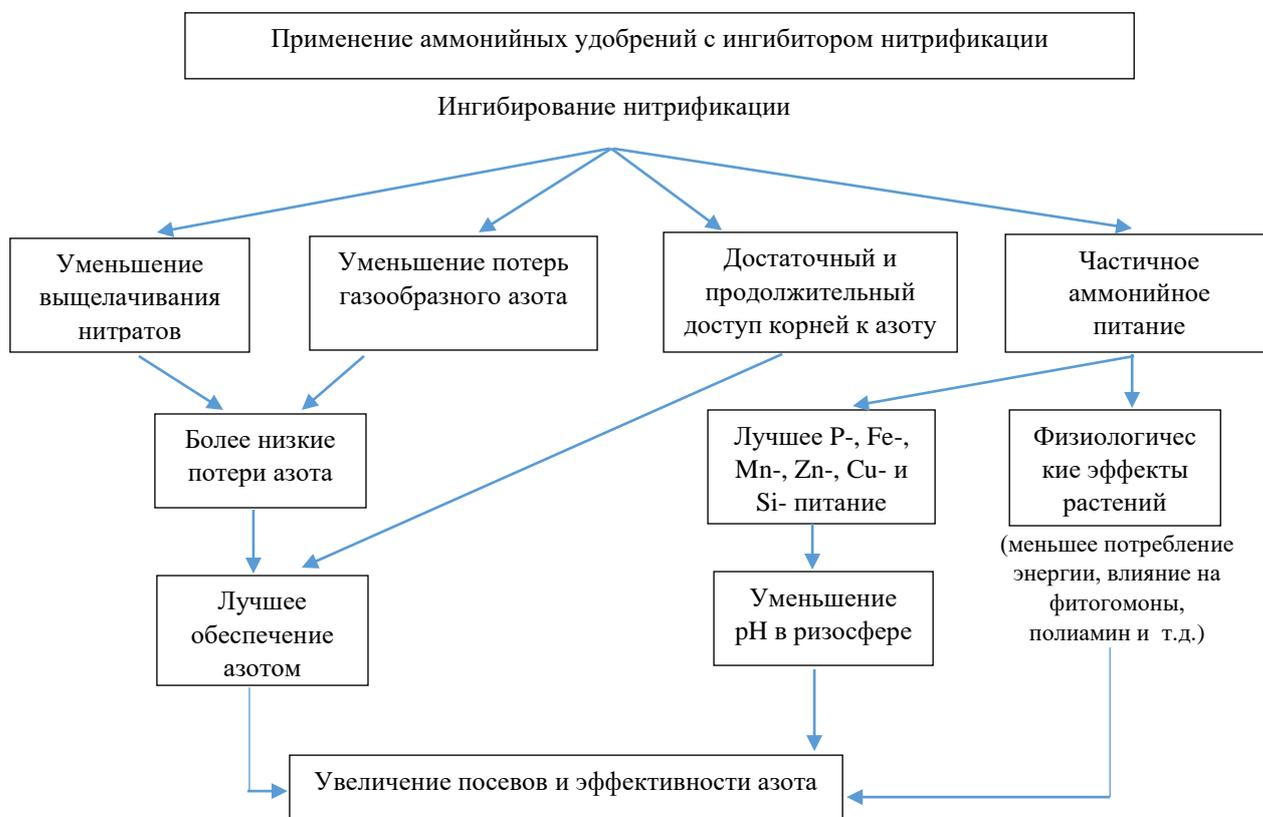 Применение аммонийных удобрений с ингибитором нитрификации
Ингибирование нитрификации
Уменьшение
выщелачивания
нитратов
Уменьшение потерь
газообразного азота
Достаточный и
продолжительный
доступ корней к азоту
Частичное
аммонийное
питание
Более низкие
потери азота
Лучшее P-, Fe-,
Mn-, Zn-, Cu- и
Si- питание
Физиологичес
кие эффекты
растений
(меньшее потребление
энергии, влияние на
фитогомоны,
полиамин и т.д.)
Лучшее
обеспечение
азотом
Уменьшение
pH в ризосфере
Увеличение посевов и эффективности азота